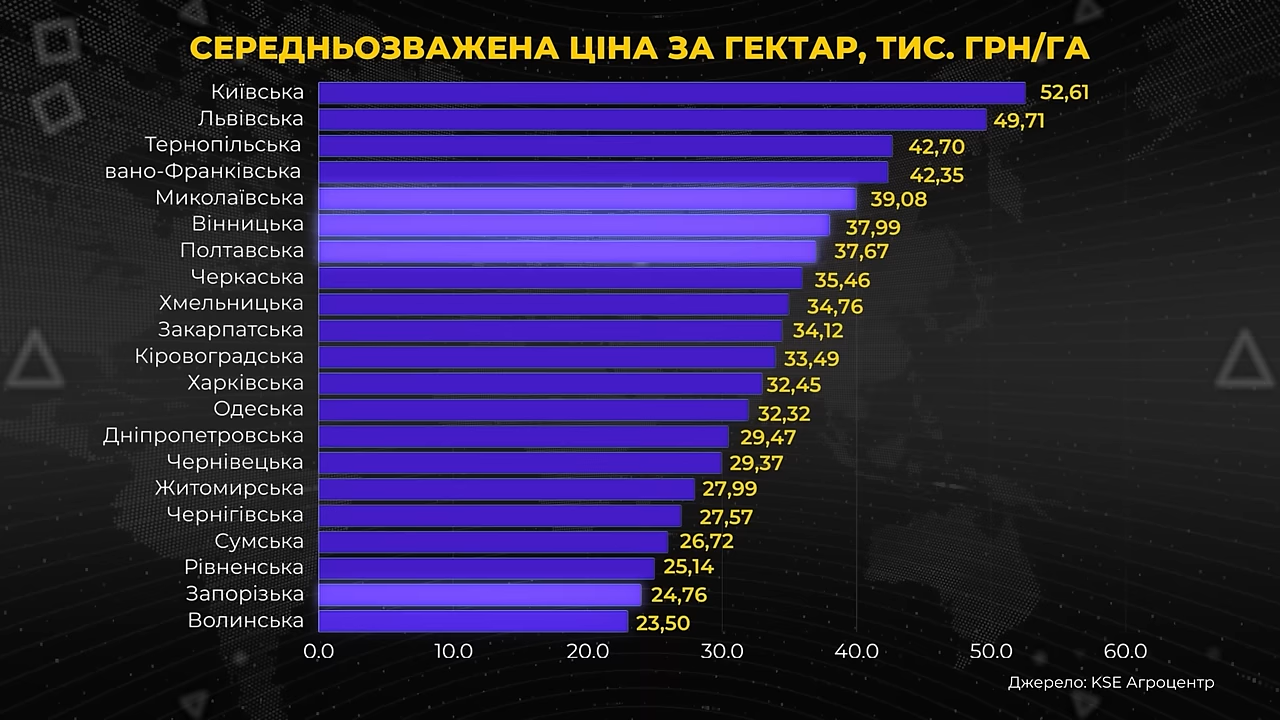 СЕРЕДНЬОЗВАЖЕНА ЦІНА ЗА ГЕКТАР, ТИС. ГРН/ГА
Київська 52,61
Львівська 49,71
Тернопільська 42,70
вано-Франківська 42,35
Миколаївська 39,08
Вінницька 37,99
Полтавська 37,67
Черкаська 35,46
Хмельницька 34,76
Закарпатська 34,12
Кіровоградська 33,49
Харківська 32,45
Одеська 32,32
Дніпропетровська 29,47
Чернівецька 29,37
Житомирська 27,99
Чернігівська 27,57
Сумська 26,72
Рівненська 25,14
Запорізька 24,76
Волинська 23,50
0.0 10.0 20.0 30.0 40.0 50.0 60.0
Джерело: KSE Агроцентр